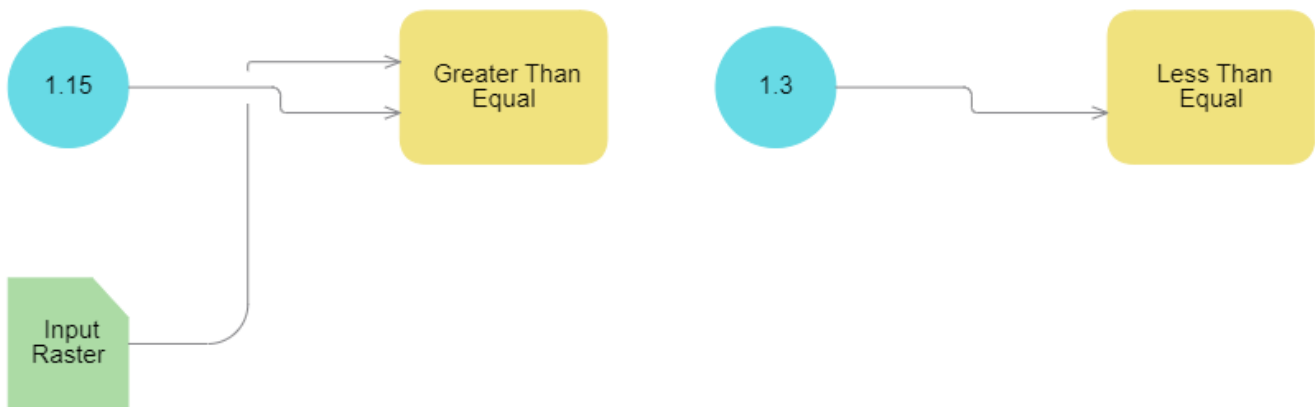 1.15
Greater Than
Equal
1.3
Less Than
Equal
Input
Raster